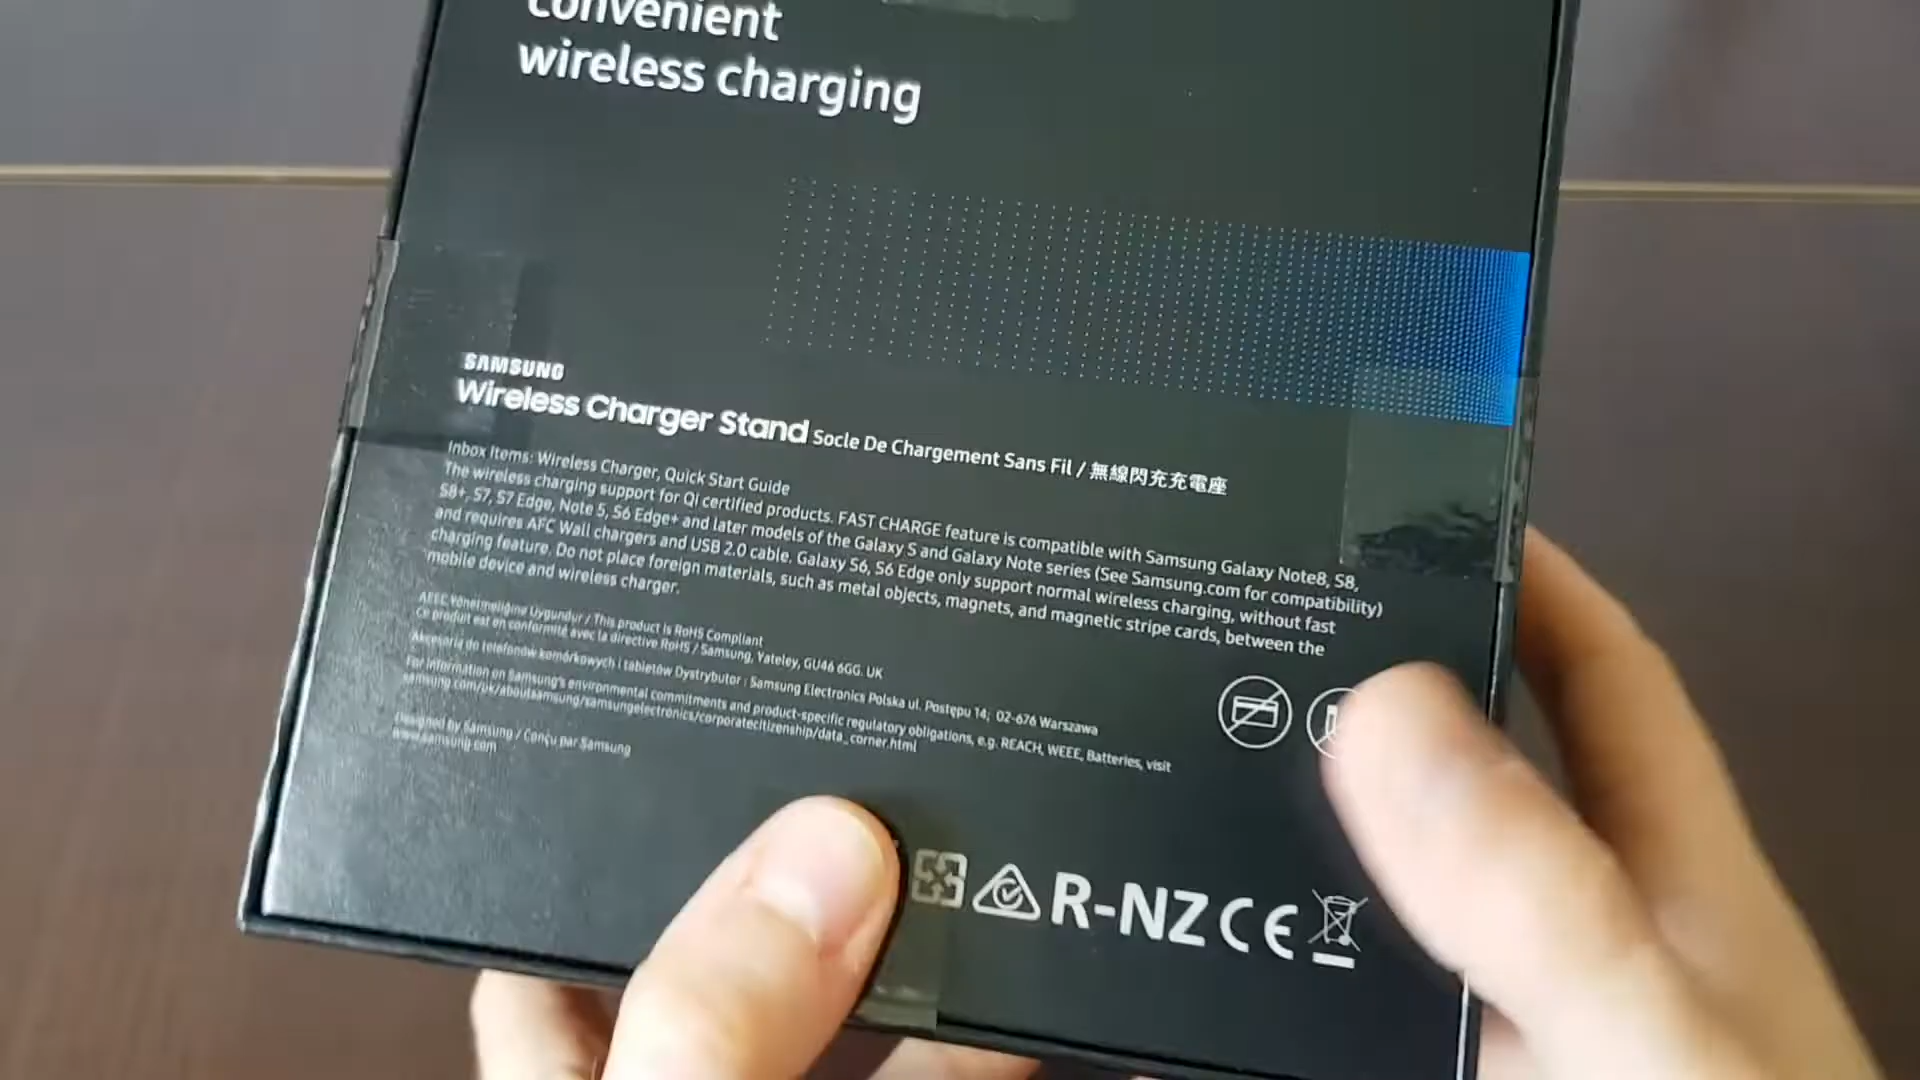 convenient
wireless charging
SAMSUNG
Wireless Charger Stand Socle De Chargement Sans Fil / 無線閃充充電座
Inbox Items: Wireless Charger, Quick Start Guide
The wireless charging support for Qi certified products. FAST CHARGE feature is compatible with Samsung Galaxy Note8, S8,
S8+, S7, S7 Edge, Note 5, S6 Edge+ and later models of the Galaxy S and Galaxy Note series (See Samsung.com for compatibility)
and requires AFC Wall chargers and USB 2.0 cable. Galaxy S6, S6 Edge only support normal wireless charging, without fast
charging feature. Do not place foreign materials, such as metal objects, magnets, and magnetic stripe cards, between the
mobile device and wireless charger.
AEEE Yönetmeliğine Uygundur / This product is RoHS Compliant
Ce produit est en conformité avec la directive RoHS / Samsung, Yateley, GU46 6GG. UK
Akcesoria do telefonów komórkowych i tabletów Dystrybutor : Samsung Electronics Polska ul. Postępu 14; 02-676 Warszawa
For information on Samsung's environmental commitments and product-specific regulatory obligations, e.g. REACH, WEEE, Batteries, visit
samsung.com/uk/aboutsamsung/samsungelectronics/corporatecitizenship/data_corner.html
Designed by Samsung / Conçu par Samsung
www.samsung.com
R-NZ CE